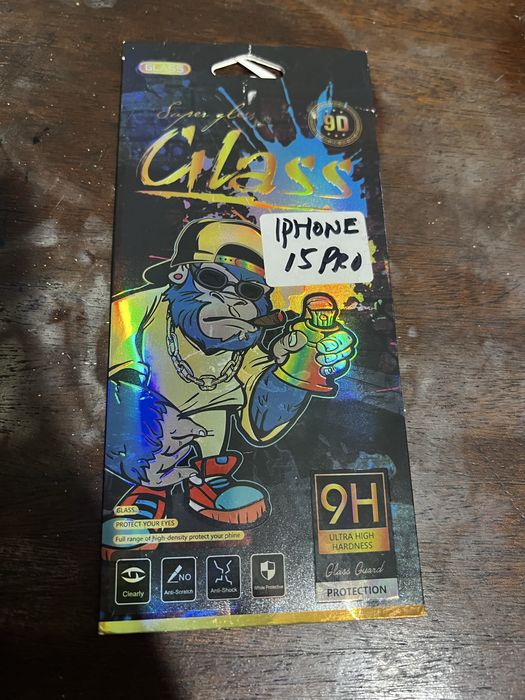 GLASS
Super glass
9D
Glass
IPHONE
15 PRO
GLASS.
PROTECT YOUR EYES
Full range of high-density protect your phine
9H
ULTRA HIGH
HARDNESS
Glass Guard
PROTECTION
Clearly
NO
Anti-Scratch
Anti-Shock
Whole Protective